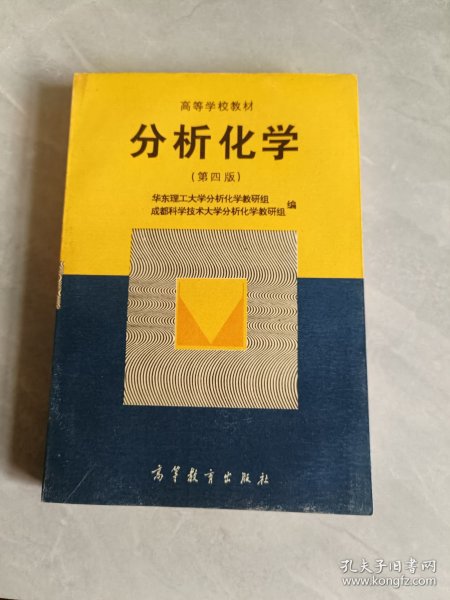 高等学校教材
分析化学
(第四版)
华东理工大学分析化学教研组
成都科学技术大学分析化学教研组 编
高等教育出版社
孔夫子旧书网
www.kongfz.com